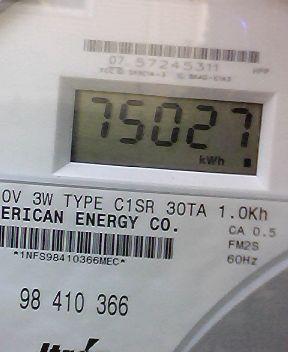 07 57245311
75027
kWh
0V 3W TYPE C1SR 30TA 1.0Kh
ERICAN ENERGY CO.
CA 0.5
FM2S
60Hz
*1NFS98410366MEC*
98 410 366